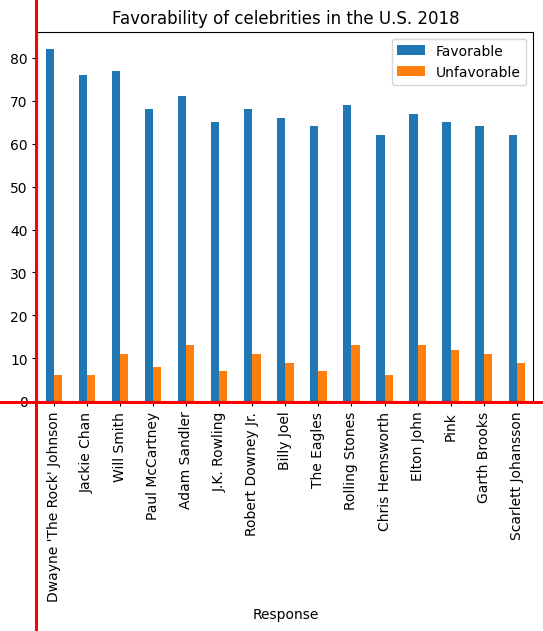 Favorability of celebrities in the U.S. 2018
Favorable
Unfavorable
80
70
60
50
40
30
20
10
0
Dwayne 'The Rock' Johnson
Jackie Chan
Will Smith
Paul McCartney
Adam Sandler
J.K. Rowling
Robert Downey Jr.
Billy Joel
The Eagles
Rolling Stones
Chris Hemsworth
Elton John
Pink
Garth Brooks
Scarlett Johansson
Response